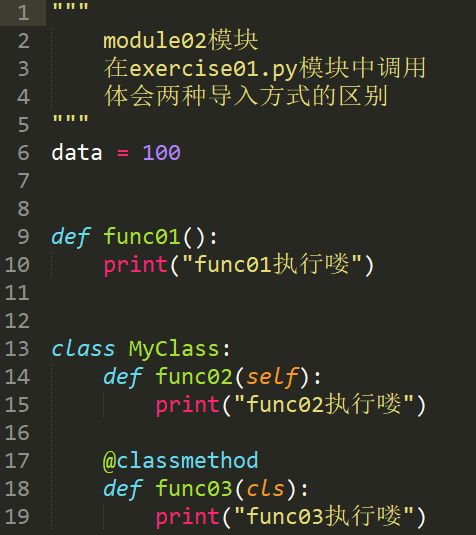 1 """
2     module02模块
3     在exercise01.py模块中调用
4     体会两种导入方式的区别
5 """
6 data = 100
7
8
9 def func01():
10     print("func01执行喽")
11
12
13 class MyClass:
14     def func02(self):
15         print("func02执行喽")
16
17     @classmethod
18     def func03(cls):
19         print("func03执行喽")